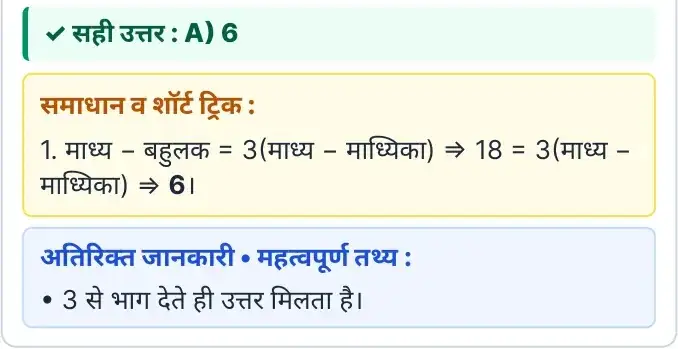 ✓ सही उत्तर : A) 6
समाधान व शॉर्ट ट्रिक :
1. माध्य − बहुलक = 3(माध्य − माध्यिका) ⇒ 18 = 3(माध्य −
माध्यिका) ⇒ 6।
अतिरिक्त जानकारी • महत्वपूर्ण तथ्य :
• 3 से भाग देते ही उत्तर मिलता है।